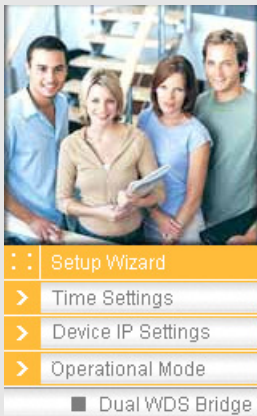 Setup Wizard
Time Settings
Device IP Settings
Operational Mode
Dual WDS Bridge